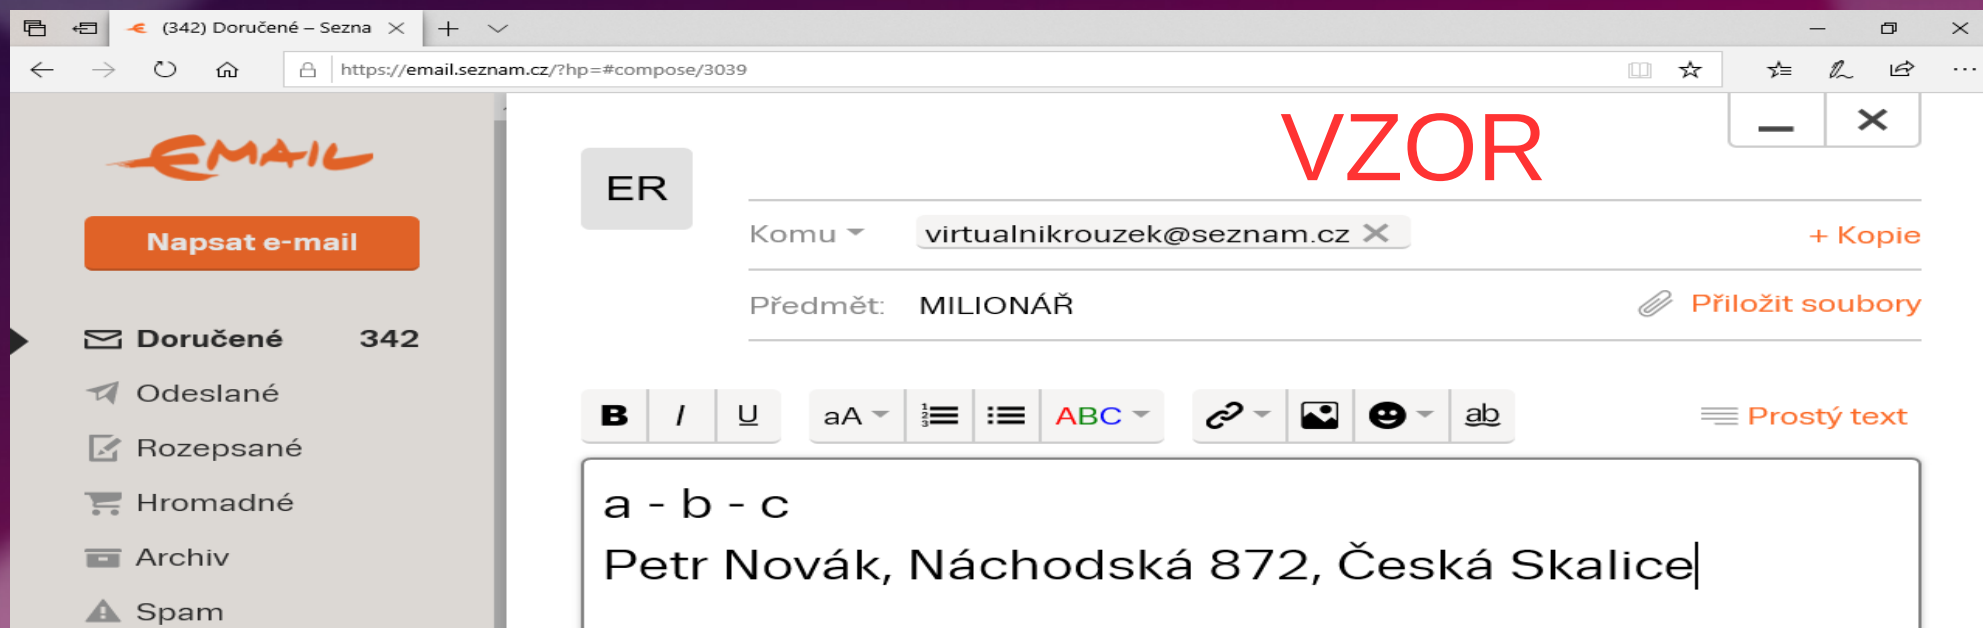 (342) Doručené – Sezna
https://email.seznam.cz/?hp=#compose/3039
EMAIL
VZOR
ER
Napsat e-mail
Komu virtualnikrouzek@seznam.cz + Kopie
Předmět: MILIONÁŘ Přiložit soubory
Doručené 342
Odeslané
Rozepsané
Hromadné
Archiv
Spam
B I U aA ABC ab Prostý text
a - b - c
Petr Novák, Náchodská 872, Česká Skalice